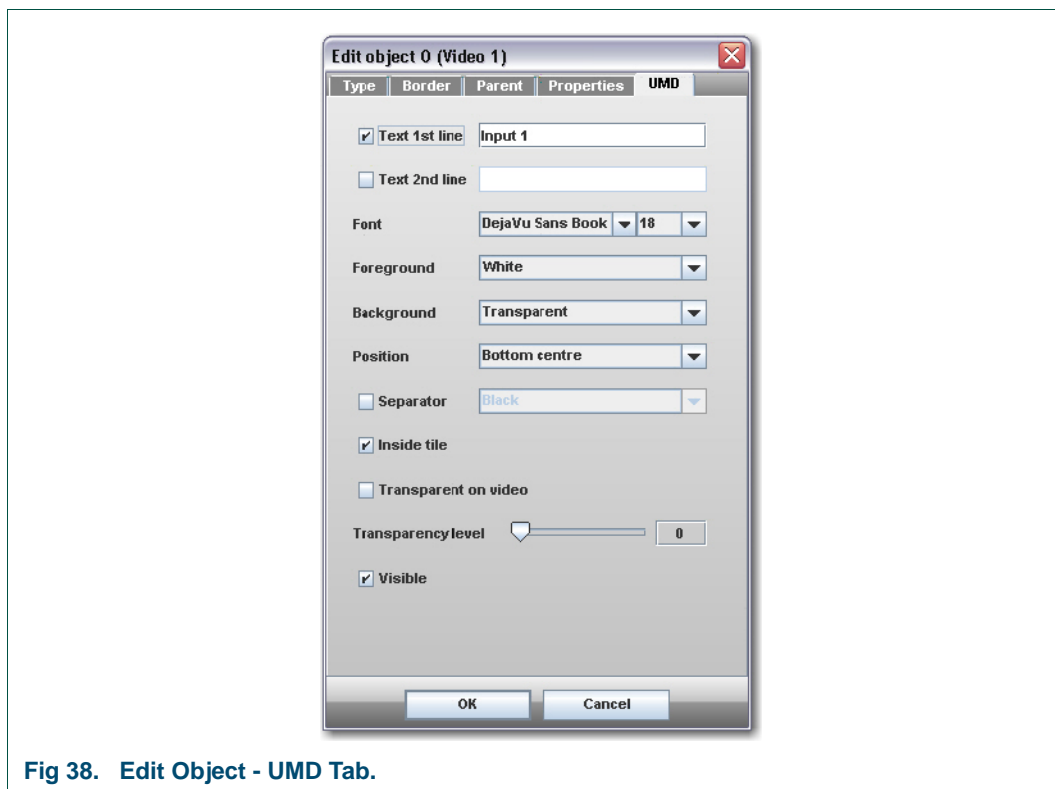 Edit object 0 (Video 1)
Type Border Parent Properties UMD
Text 1st line Input 1
Text 2nd line
Font DejaVu Sans Book 18
Foreground White
Background Transparent
Position Bottom centre
Separator Black
Inside tile
Transparent on video
Transparency level 0
Visible
OK Cancel
Fig 38. Edit Object - UMD Tab.